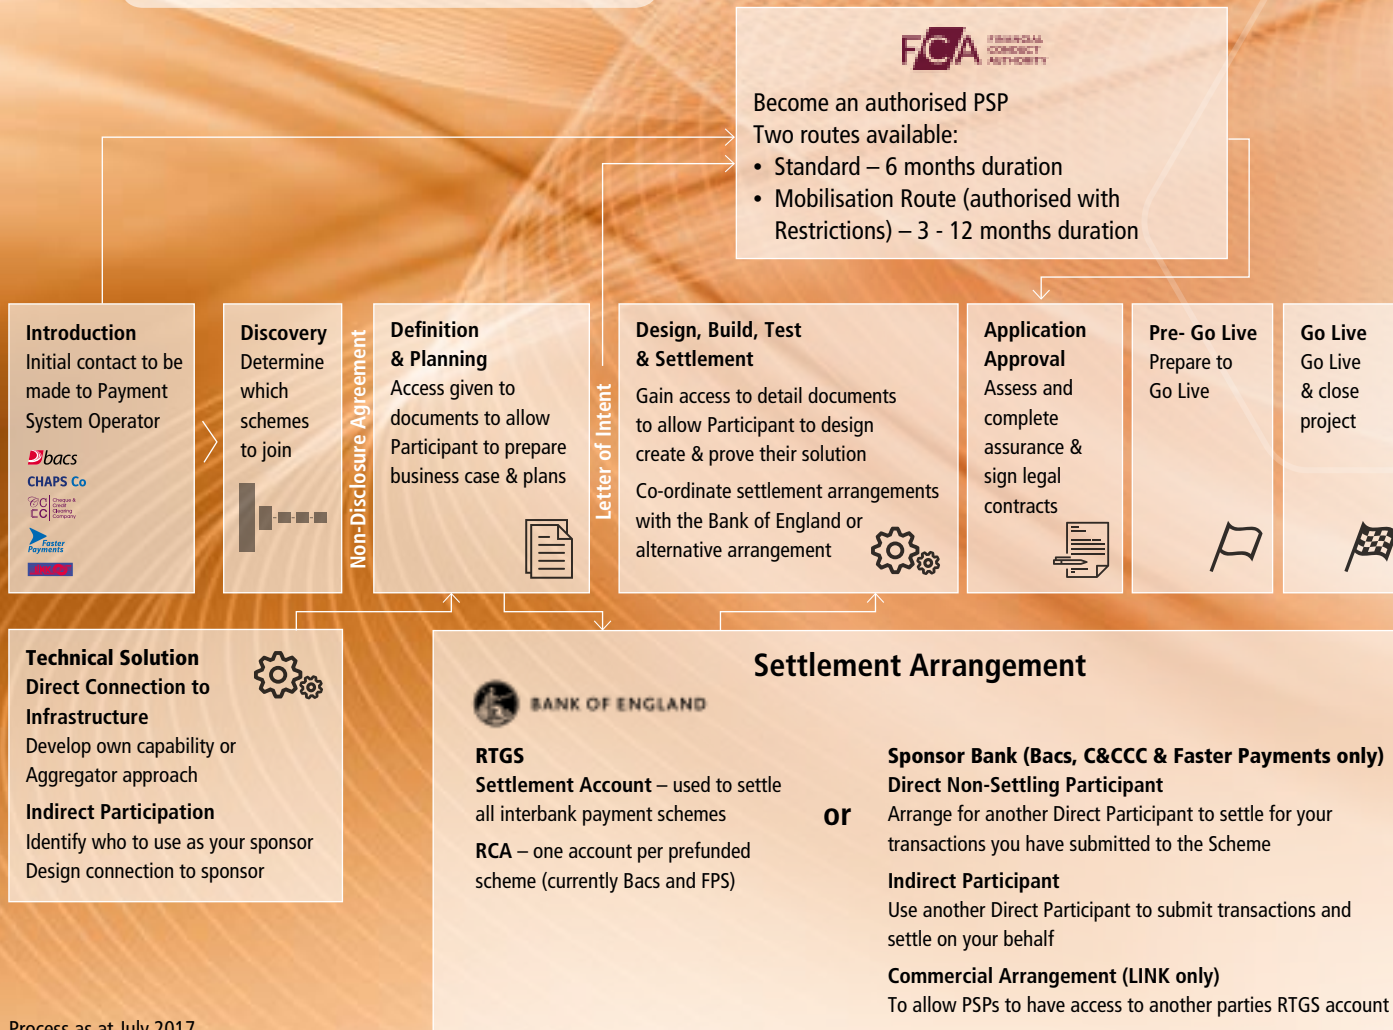 FCA FINANCIAL
CONDUCT
AUTHORITY
Become an authorised PSP
Two routes available:
• Standard – 6 months duration
• Mobilisation Route (authorised with
Restrictions) – 3 - 12 months duration
Introduction
Initial contact to be
made to Payment
System Operator
bacs
CHAPS Co
Cheque &
Credit
Clearing
Company
Faster
Payments
Discovery
Determine
which
schemes
to join
Non-Disclosure Agreement
Definition
& Planning
Access given to
documents to allow
Participant to prepare
business case & plans
Letter of Intent
Design, Build, Test
& Settlement
Gain access to detail documents
to allow Participant to design
create & prove their solution
Co-ordinate settlement arrangements
with the Bank of England or
alternative arrangement
Application
Approval
Assess and
complete
assurance &
sign legal
contracts
Pre- Go Live
Prepare to
Go Live
Go Live
Go Live
& close
project
Technical Solution
Direct Connection to
Infrastructure
Develop own capability or
Aggregator approach
Indirect Participation
Identify who to use as your sponsor
Design connection to sponsor
Settlement Arrangement
BANK OF ENGLAND
RTGS
Settlement Account – used to settle
all interbank payment schemes
RCA – one account per prefunded
scheme (currently Bacs and FPS)
or
Sponsor Bank (Bacs, C&CCC & Faster Payments only)
Direct Non-Settling Participant
Arrange for another Direct Participant to settle for your
transactions you have submitted to the Scheme
Indirect Participant
Use another Direct Participant to submit transactions and
settle on your behalf
Commercial Arrangement (LINK only)
To allow PSPs to have access to another parties RTGS account
Process as at July 2017